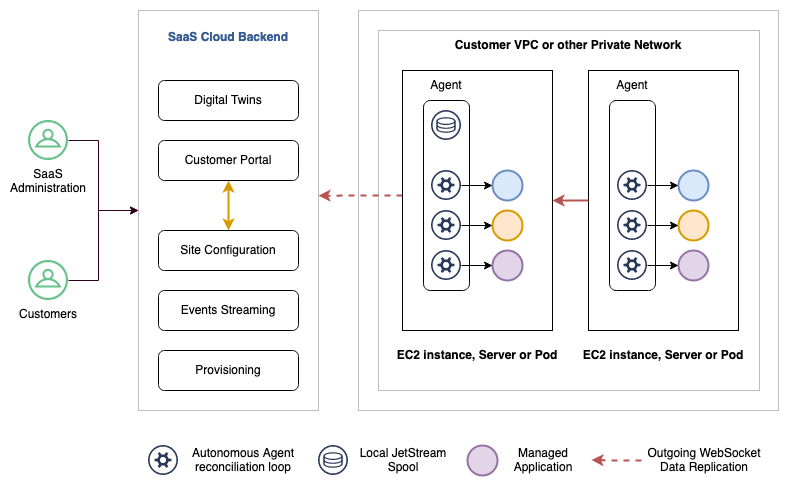 SaaS Cloud Backend
Digital Twins
Customer Portal
Site Configuration
Events Streaming
Provisioning
SaaS
Administration
Customers
Customer VPC or other Private Network
Agent
Agent
EC2 instance, Server or Pod
EC2 instance, Server or Pod
Autonomous Agent
reconciliation loop
Local JetStream
Spool
Managed
Application
Outgoing WebSocket
Data Replication